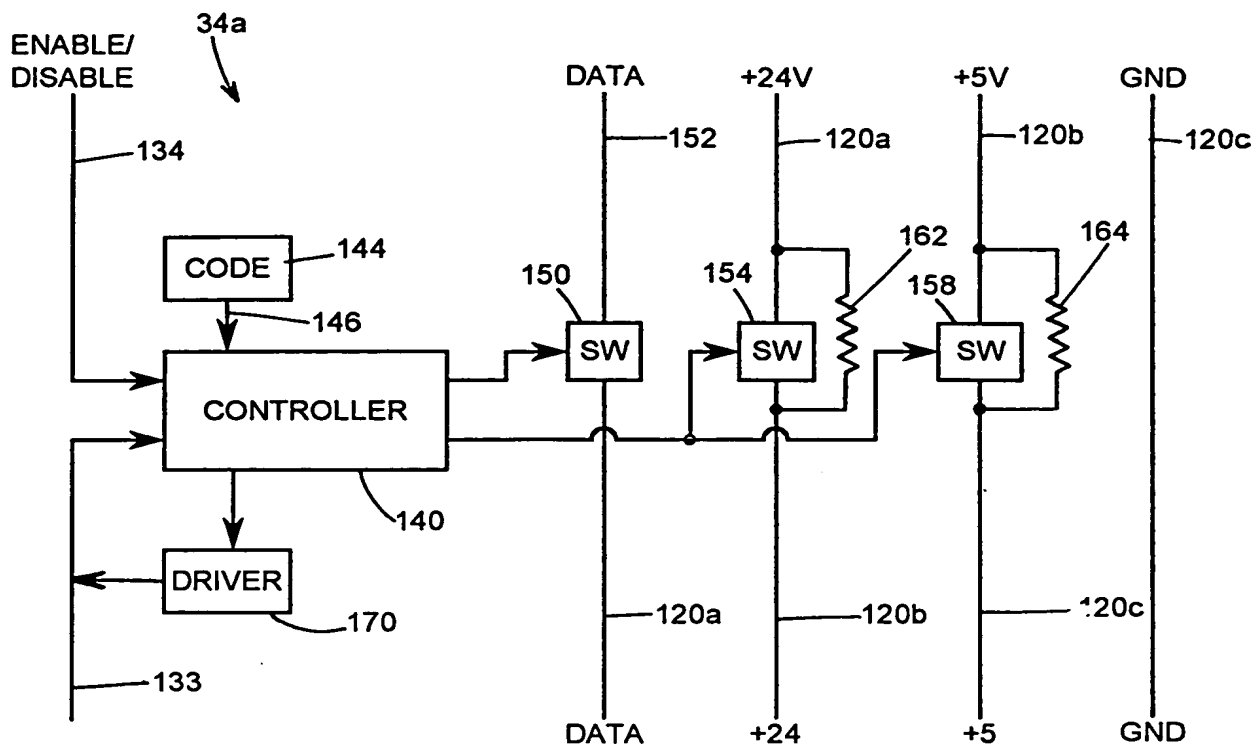 34a
ENABLE/
DISABLE
DATA
+24V
+5V
GND
134
152
120a
120b
120c
CODE
144
146
150
154
162
158
164
SW
SW
SW
CONTROLLER
140
DRIVER
170
133
120a
120b
120c
DATA
+24
+5
GND